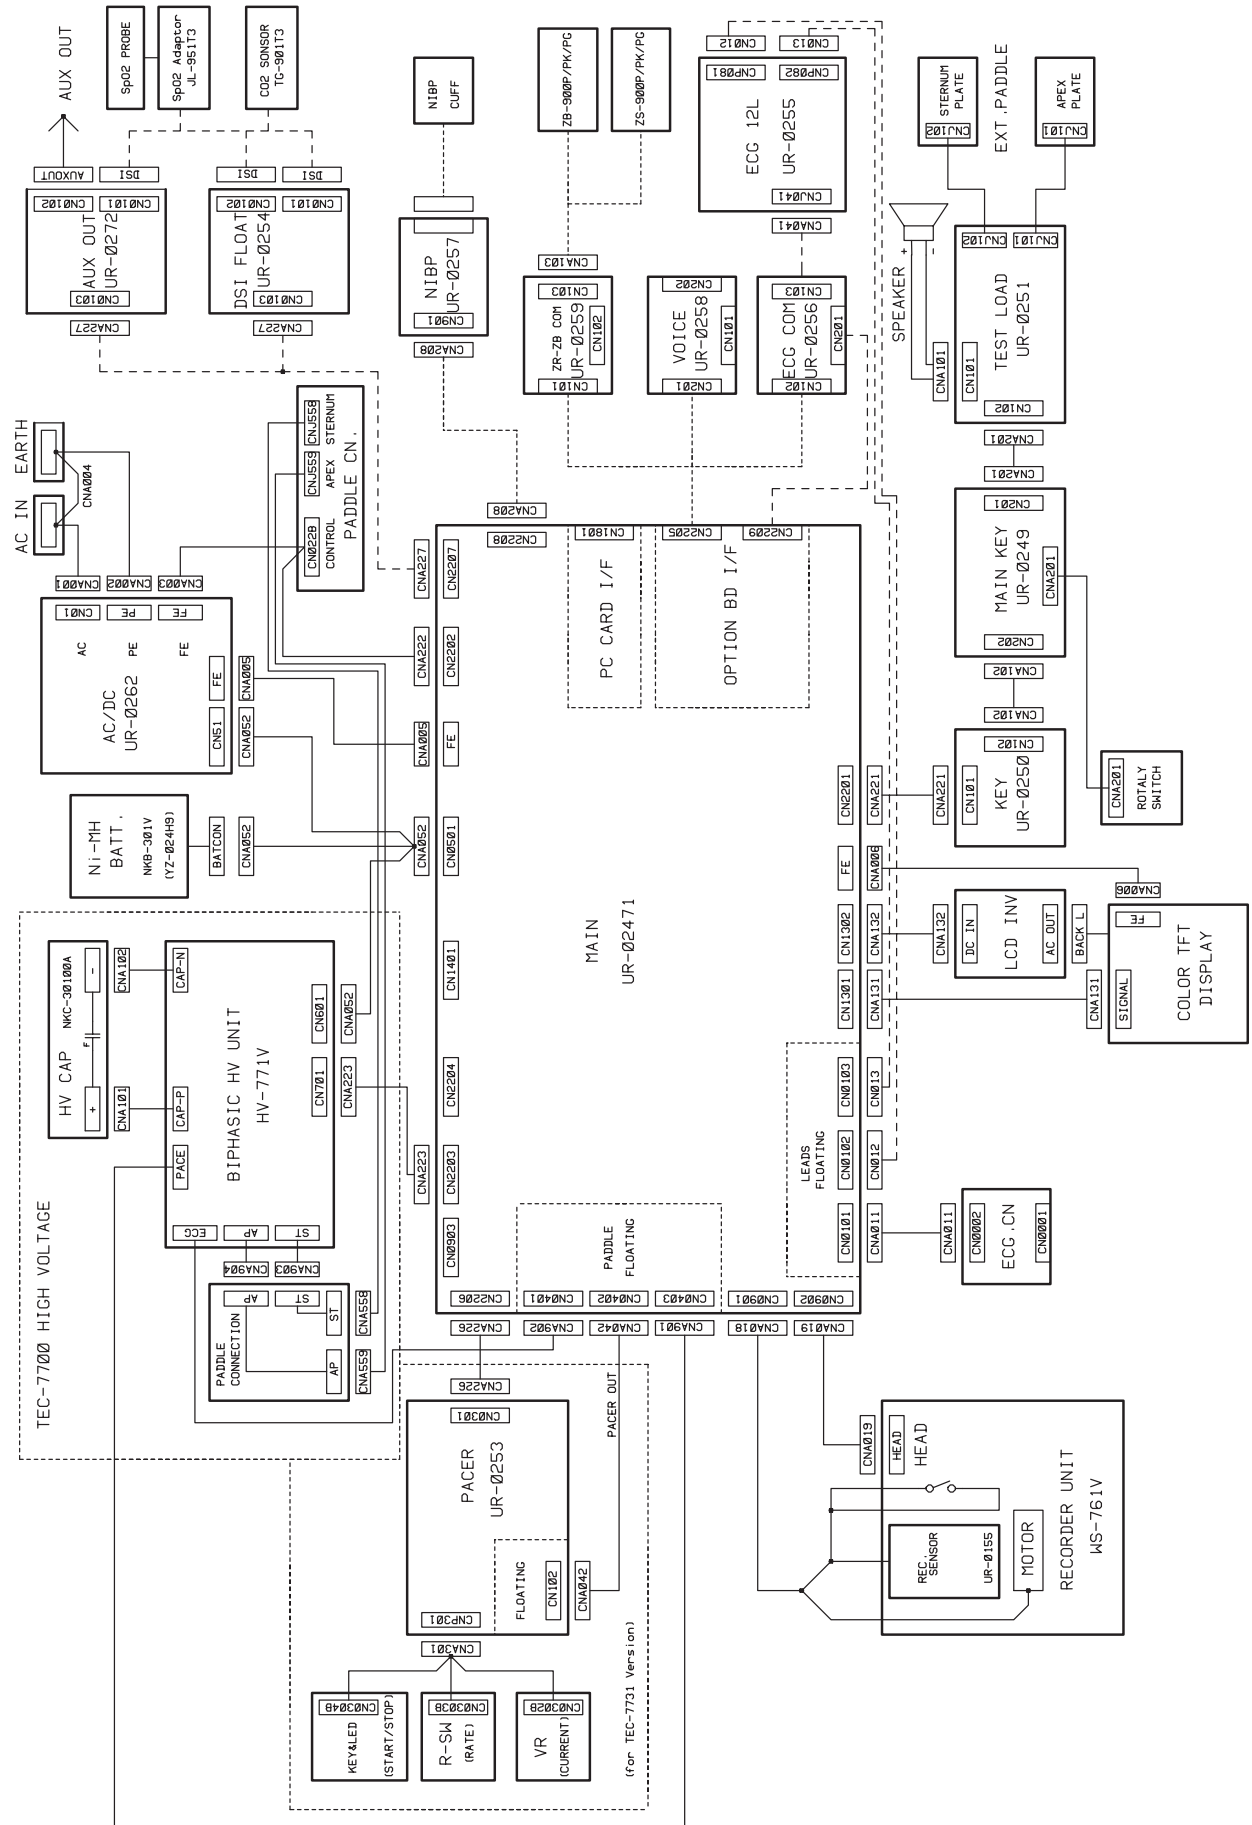 AUX OUT
SpO2 PROBE
SpO2 Adaptor
JL-951T3
CO2 SONSOR
TG-901T3
AUXOUT
DSI
DSI
DSI
CN0102
CN0101
AUX OUT
UR-0272
CN0103
CNA227
CN0102
CN0101
DSI FLOAT
UR-0254
CN0103
CNA227
NIBP
CUFF
NIBP
UR-0257
CN901
CNA208
ZB-900P/PK/PG
ZS-900P/PK/PG
CNA103
CN103
ZR-ZB COM
UR-0259
CN102
CN101
CN202
VOICE
UR-0258
CN101
CN201
CN012
CN013
CNP081
CNP082
ECG 12L
UR-0255
CNJ041
CNA041
CN103
ECG COM
UR-0256
CN201
CN102
STERNUM
PLATE
CNJ102
EXT.PADDLE
APEX
PLATE
CNJ101
SPEAKER
+
-
CNA101
CNJ102
CNJ101
TEST LOAD
UR-0251
CN101
CN102
CNA201
CNA201
CN201
MAIN KEY
UR-0249
CNA201
CN202
CNA102
CNA102
CN102
KEY
UR-0250
CN101
CNA221
CNA201
ROTALY
SWITCH
AC IN
EARTH
CNA004
CNA001
CNA002
CNA003
CN01
PE
FE
AC
PE
FE
AC/DC
UR-0262
CN51
FE
CNA052
CNA005
CNJ558
CNJ559
CN022B
STERNUM
APEX
CONTROL
PADDLE CN.
Ni-MH
BATT.
NKB-301V
(YZ-024H9)
BATCON
CNA052
TEC-7700 HIGH VOLTAGE
HV CAP
NKC-30100A
+
F
-
CNA101
CNA102
PACE
CAP-P
CAP-N
BIPHASIC HV UNIT
HV-771V
ECG
AP
ST
CN701
CN601
CNA223
CNA052
CNA904
CNA903
AP
ST
PADDLE
CONNECTION
AP
ST
CNA559
CNA558
MAIN
UR-02471
CNA208
CN2208
CN1801
PC CARD I/F
CN2205
CN2209
OPTION BD I/F
CNA227
CN2207
CNA222
CN2202
CNA005
FE
CNA052
CN0501
CN1401
CN2204
CNA223
CN2203
CN0903
CN2206
CN0401
CN0402
CN0403
CN0901
CN0902
PADDLE
FLOATING
CNA226
CNA902
CNA042
CNA901
CNA018
CNA019
LEADS
FLOATING
CN0101
CN0102
CN0103
CN1301
CN1302
FE
CN2201
CNA011
CN012
CN013
CNA131
CNA132
CNA006
CNA221
CNA011
CN0002
ECG.CN
CN0001
CNA132
DC IN
LCD INV
AC OUT
BACK L
CNA006
FE
CNA131
SIGNAL
COLOR TFT
DISPLAY
CNA226
CN0301
PACER
UR-0253
CNP301
FLOATING
CN102
CNA042
PACER OUT
CNA301
CN0304B
KEY&LED
(START/STOP)
CN0303B
R-SW
(RATE)
CN0302B
VR
(CURRENT)
(for TEC-7731 Version)
CNA019
HEAD
HEAD
REC.
SENSOR
UR-0155
MOTOR
RECORDER UNIT
WS-761V